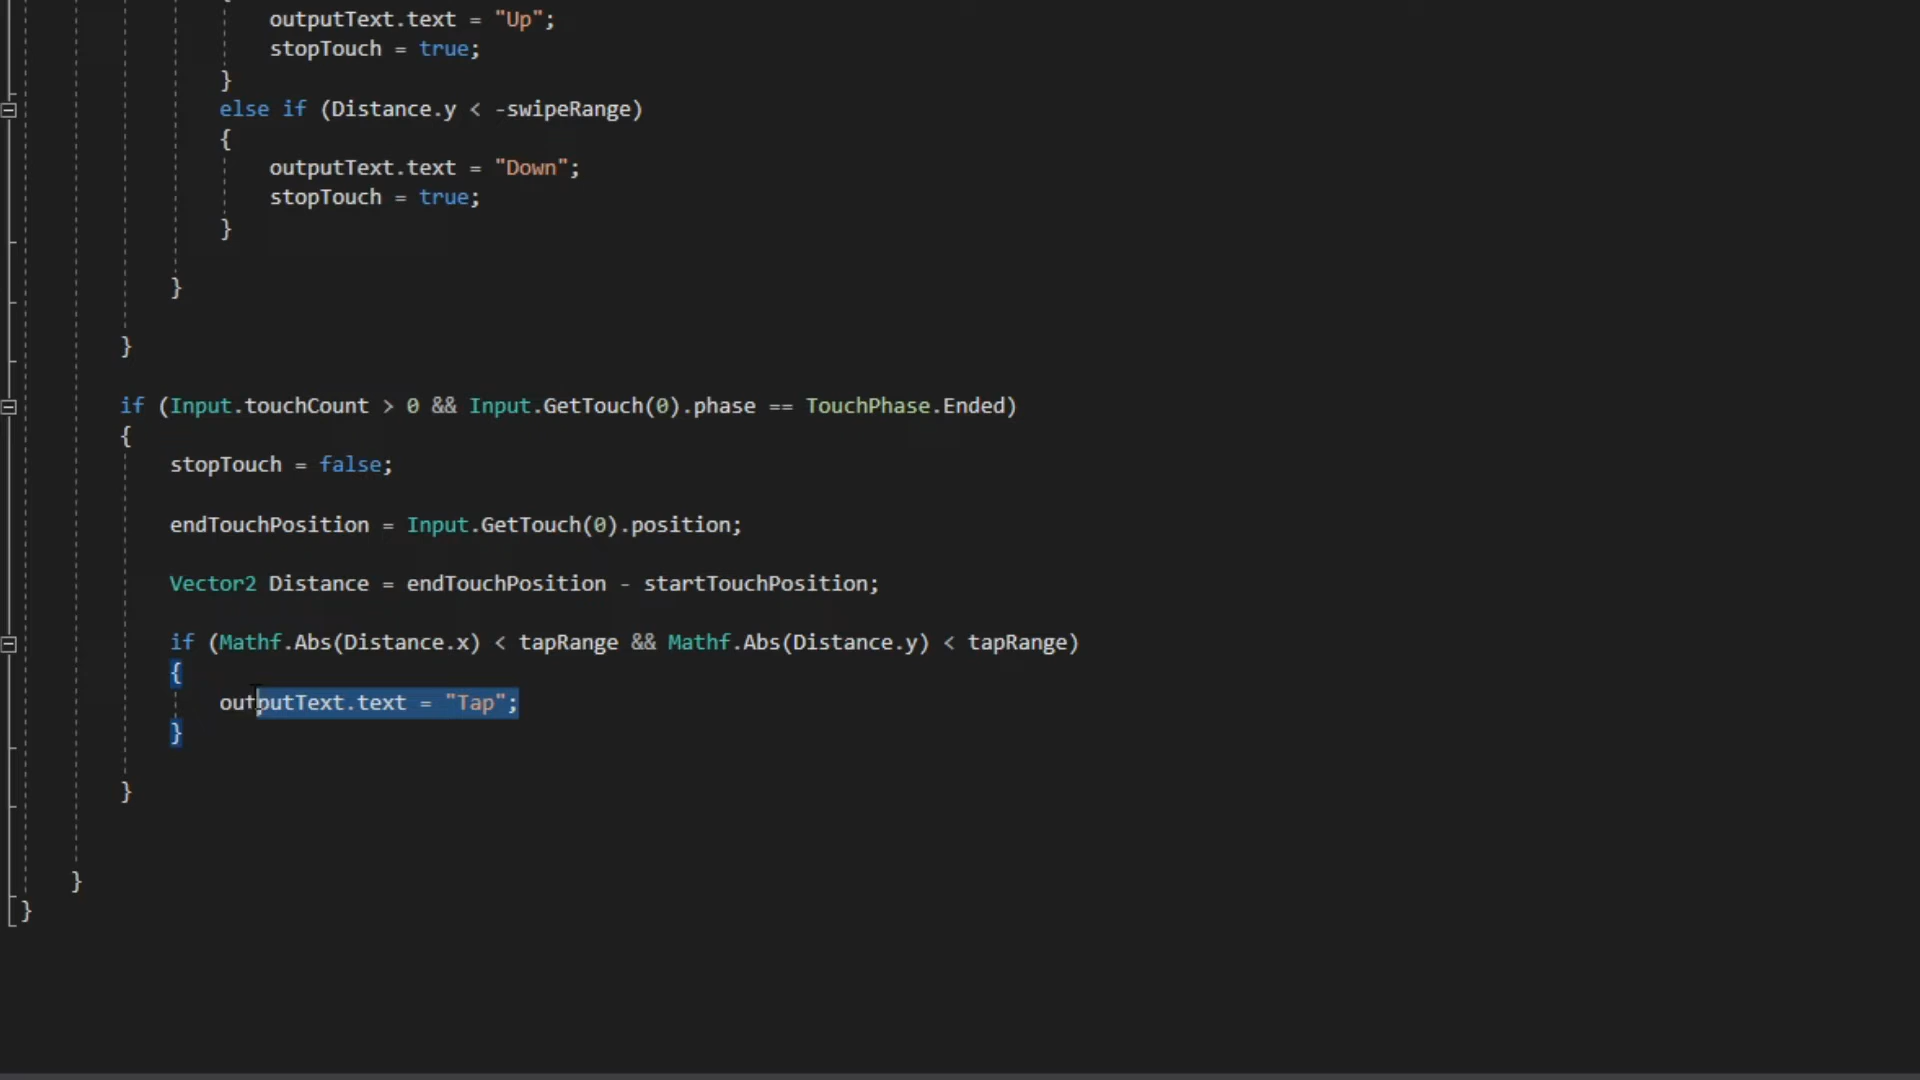 {
outputText.text = "Up";
stopTouch = true;
}
else if (Distance.y < -swipeRange)
{
outputText.text = "Down";
stopTouch = true;
}
}
}
if (Input.touchCount > 0 && Input.GetTouch(0).phase == TouchPhase.Ended)
{
stopTouch = false;
endTouchPosition = Input.GetTouch(0).position;
Vector2 Distance = endTouchPosition - startTouchPosition;
if (Mathf.Abs(Distance.x) < tapRange && Mathf.Abs(Distance.y) < tapRange)
{
outputText.text = "Tap";
}
}
}
}